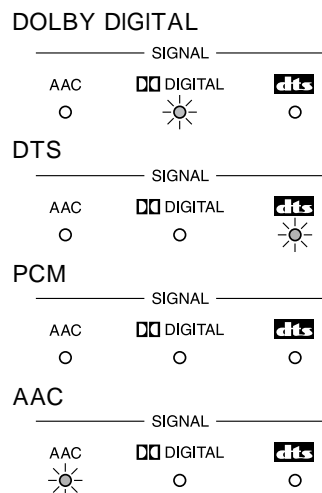 DOLBY DIGITAL
SIGNAL
AAC DIGITAL dts
DTS
SIGNAL
AAC DIGITAL dts
PCM
SIGNAL
AAC DIGITAL dts
AAC
SIGNAL
AAC DIGITAL dts